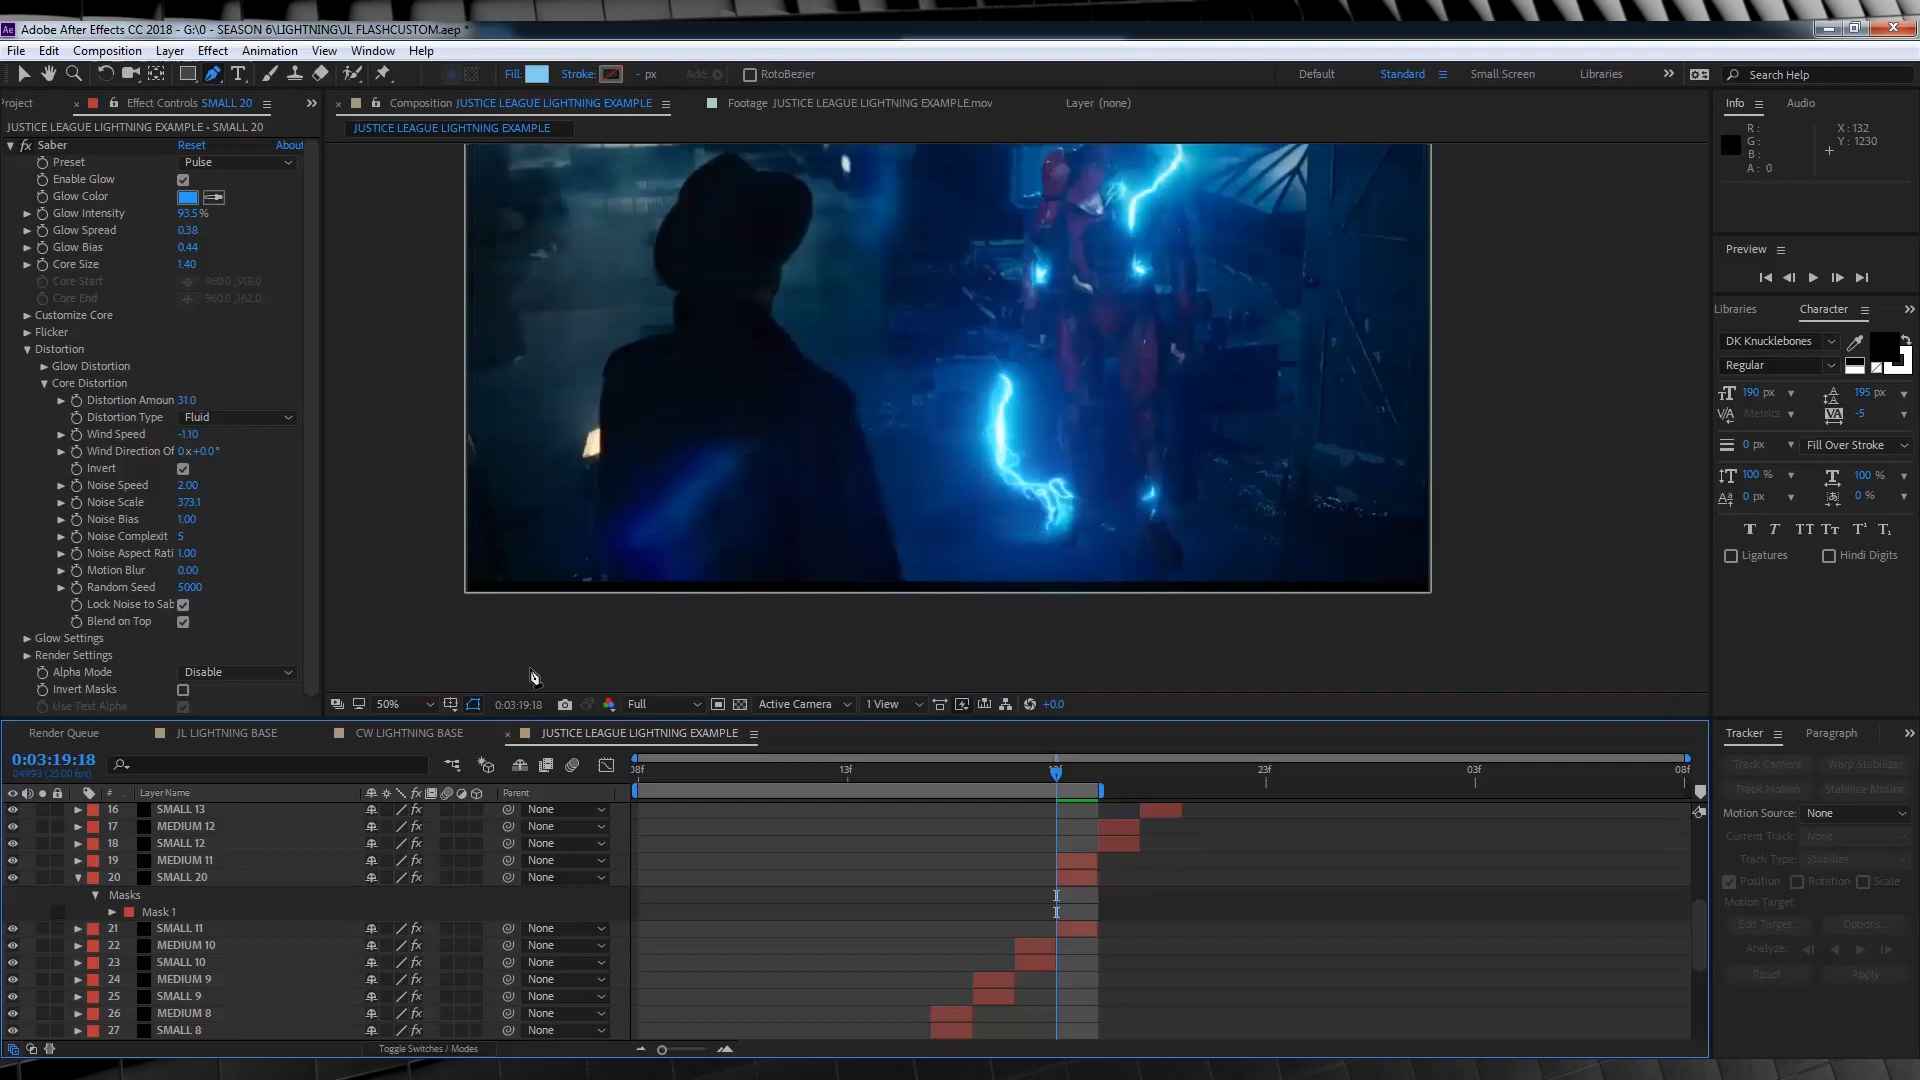 Adobe After Effects CC 2018 - G:\0 - SEASON 6\LIGHTNING\JL FLASHCUSTOM.aep *
File Edit Composition Layer Effect Animation View Window Help
Fill: Stroke: - px Add: RotoBezier Default Standard Small Screen Libraries Search Help
Project Effect Controls SMALL 20 Composition JUSTICE LEAGUE LIGHTNING EXAMPLE Footage JUSTICE LEAGUE LIGHTNING EXAMPLE.mov Layer (none) Info Audio
JUSTICE LEAGUE LIGHTNING EXAMPLE • SMALL 20
JUSTICE LEAGUE LIGHTNING EXAMPLE
R: X: 132
G: Y: 1230
B:
A: 0
fx Saber Reset About
Preset Pulse
Enable Glow
Glow Color
Glow Intensity 93.5%
Glow Spread 0.38
Glow Bias 0.44
Core Size 1.40
Core Start 960.0, 918.0
Core End 960.0, 162.0
Customize Core
Flicker
Distortion
Glow Distortion
Core Distortion
Distortion Amoun 31.0
Distortion Type Fluid
Wind Speed -1.10
Wind Direction Of 0x+0.0°
Invert
Noise Speed 2.00
Noise Scale 373.1
Noise Bias 1.00
Noise Complexit 5
Noise Aspect Rati 1.00
Motion Blur 0.00
Random Seed 5000
Lock Noise to Sab
Blend on Top
Glow Settings
Render Settings
Alpha Mode Disable
Invert Masks
Use Text Alpha
Preview
Libraries Character
DK Knucklebones
Regular
190 px 195 px
Metrics -5
0 px Fill Over Stroke
100 % 100 %
0 px 0 %
T T TT Tт T¹ T₁
Ligatures Hindi Digits
50% 0:03:19:18 Full Active Camera 1 View +0.0
Render Queue JL LIGHTNING BASE CW LIGHTNING BASE JUSTICE LEAGUE LIGHTNING EXAMPLE
0:03:19:18
04993 (25.00 fps)
08f 13f 23f 03f 08f
# Layer Name Parent
16 SMALL 13 None
17 MEDIUM 12 None
18 SMALL 12 None
19 MEDIUM 11 None
20 SMALL 20 None
Masks
Mask 1
21 SMALL 11 None
22 MEDIUM 10 None
23 SMALL 10 None
24 MEDIUM 9 None
25 SMALL 9 None
26 MEDIUM 8 None
27 SMALL 8 None
Toggle Switches / Modes
Tracker Paragraph
Track Camera Warp Stabilizer
Track Motion Stabilize Motion
Motion Source: None
Current Track: None
Track Type: Stabilize
Position Rotation Scale
Motion Target:
Edit Target... Options...
Analyze:
Reset Apply